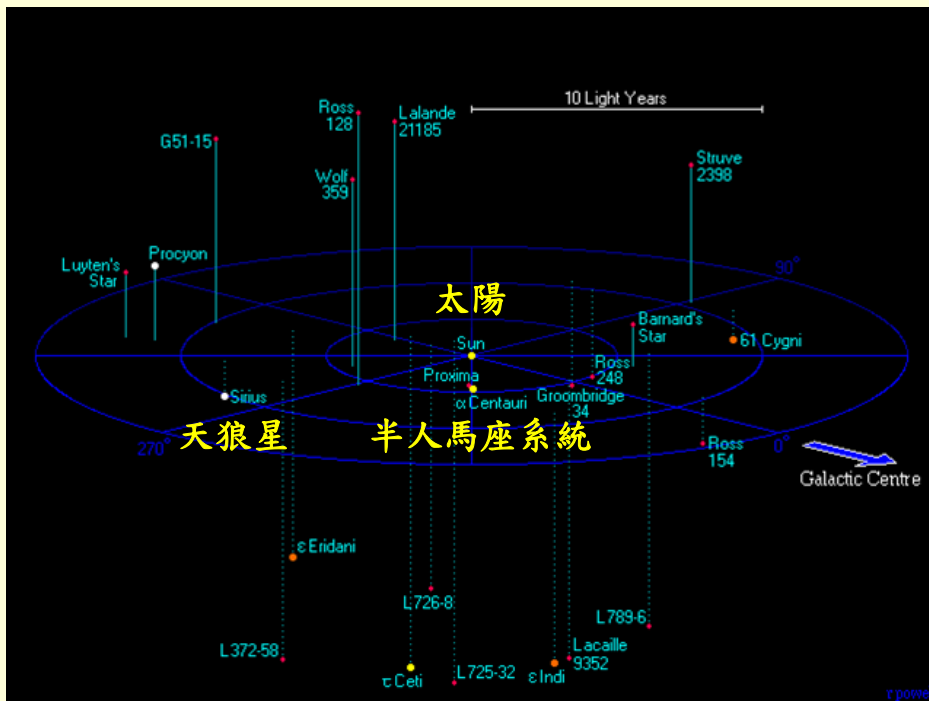 10 Light Years
Ross
128
Lalande
21185
G51-15
Wolf
359
Struve
2398
Procyon
Luyten's
Star
90°
太陽
Barnard's
Star
Sun
61 Cygni
Ross
248
Proxima
Sirius
αCentauri
Groombridge
34
天狼星
半人馬座系統
270°
0°
Ross
154
Galactic Centre
εEridani
L726-8
L789-6
L372-58
Lacaille
9352
τCeti
L725-32
εIndi